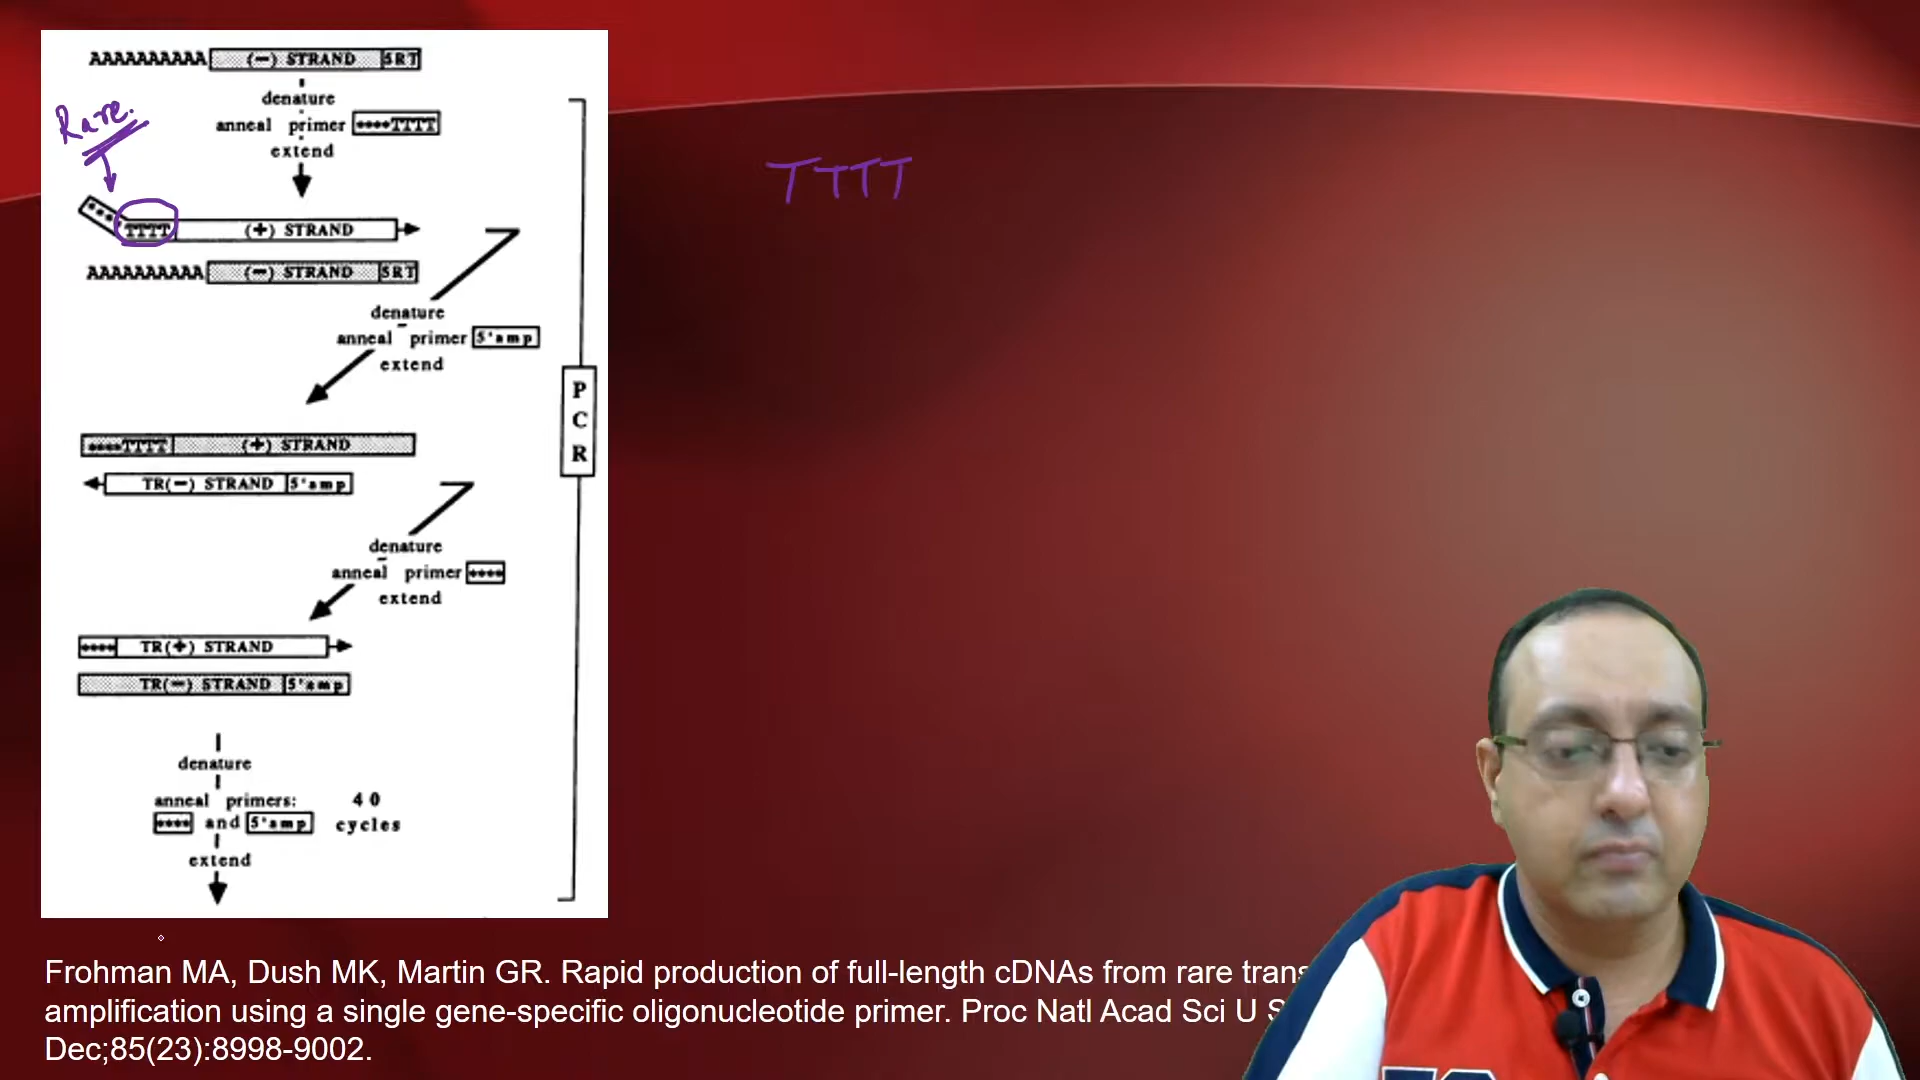 AAAAAAAAAA (−) STRAND 5RT
denature
anneal primer ****TTTT
extend
Rare.
TTTT
**** TTTT (+) STRAND
AAAAAAAAAA (−) STRAND 5RT
denature
anneal primer 5'amp
extend
P
C
R
****TTTT (+) STRAND
TR(−) STRAND 5'amp
denature
anneal primer ****
extend
**** TR(+) STRAND
TR(−) STRAND 5'amp
denature
anneal primers: 40
**** and 5'amp cycles
extend
Frohman MA, Dush MK, Martin GR. Rapid production of full-length cDNAs from rare
amplification using a single gene-specific oligonucleotide primer. Proc Natl Acad Sci U
Dec;85(23):8998-9002.